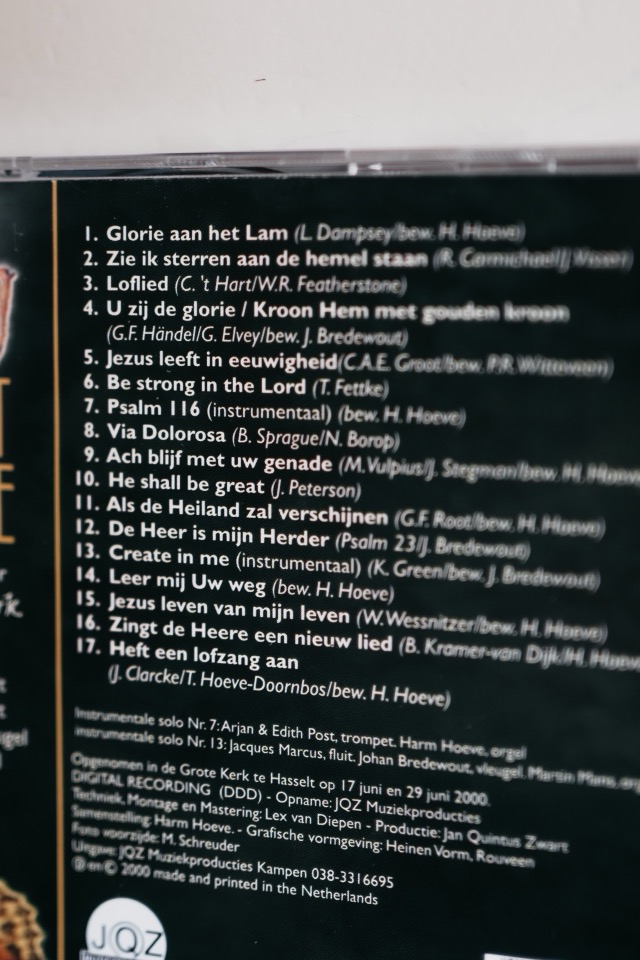 1. Glorie aan het Lam (L. Dampsey/bew. H. Hoeve)
2. Zie ik sterren aan de hemel staan (R. Carmichael/J. Visser)
3. Loflied (C. 't Hart/W.R. Featherstone)
4. U zij de glorie / Kroon Hem met gouden kroon
(G.F. Händel/G. Elvey/bew. J. Bredewout)
5. Jezus leeft in eeuwigheid(C.A.E. Groot/bew. P.R. Wittoveen)
6. Be strong in the Lord (T. Fettke)
7. Psalm 116 (instrumentaal) (bew. H. Hoeve)
8. Via Dolorosa (B. Sprague/N. Borop)
9. Ach blijf met uw genade (M. Vulpius/J. Stegman/bew. H. Hoeve
10. He shall be great (J. Peterson)
11. Als de Heiland zal verschijnen (G.F. Root/bew. H. Hoeve)
12. De Heer is mijn Herder (Psalm 23/J. Bredewout)
13. Create in me (instrumentaal) (K. Green/bew. J. Bredewout)
14. Leer mij Uw weg (bew. H. Hoeve)
15. Jezus leven van mijn leven (W. Wessnitzer/bew. H. Hoeve)
16. Zingt de Heere een nieuw lied (B. Kramer-van Dijk/H. Hoeve
17. Heft een lofzang aan
(J. Clarcke/T. Hoeve-Doornbos/bew. H. Hoeve)
Instrumentale solo Nr. 7: Arjan & Edith Post, trompet. Harm Hoeve, orgel
instrumentale solo Nr. 13: Jacques Marcus, fluit. Johan Bredewout, vleugel. Martin Mans, org
Opgenomen in de Grote Kerk te Hasselt op 17 juni en 29 juni 2000.
DIGITAL RECORDING (DDD) - Opname: JQZ Muziekproducties
Techniek, Montage en Mastering: Lex van Diepen - Productie: Jan Quintus Zwart
Samenstelling: Harm Hoeve. - Grafische vormgeving: Heinen Vorm, Rouveen
Foto voorzijde: M. Schreuder
Uitgave: JQZ Muziekproducties Kampen 038-3316695
℗ en © 2000 made and printed in the Netherlands
JQZ